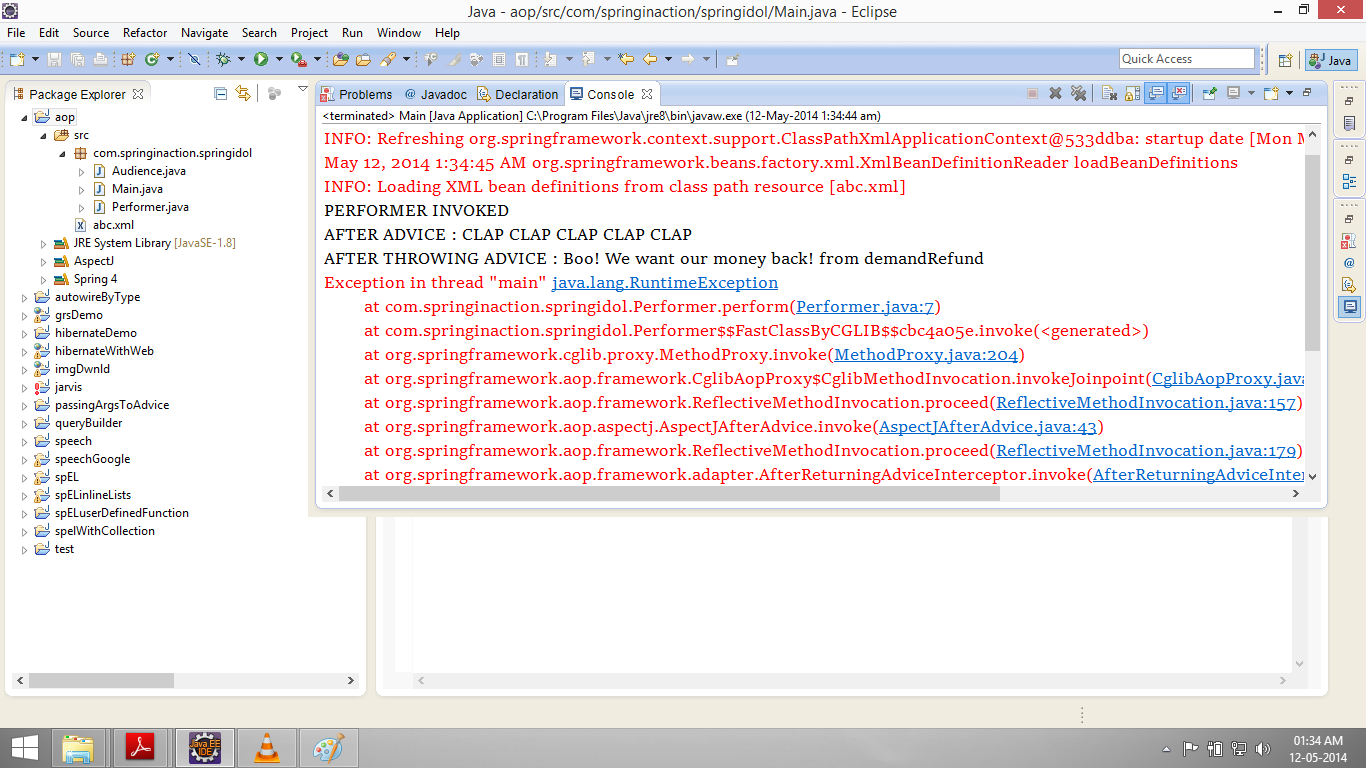 Java - aop/src/com/springinaction/springidol/Main.java - Eclipse
File Edit Source Refactor Navigate Search Project Run Window Help
Quick Access
Java
Package Explorer
aop
src
com.springinaction.springidol
Audience.java
Main.java
Performer.java
abc.xml
JRE System Library [JavaSE-1.8]
AspectJ
Spring 4
autowireByType
grsDemo
hibernateDemo
hibernateWithWeb
imgDwnld
jarvis
passingArgsToAdvice
queryBuilder
speech
speechGoogle
spEL
spELinlineLists
spELuserDefinedFunction
spelWithCollection
test
Problems Javadoc Declaration Console
<terminated> Main [Java Application] C:\Program Files\Java\jre8\bin\javaw.exe (12-May-2014 1:34:44 am)
INFO: Refreshing org.springframework.context.support.ClassPathXmlApplicationContext@533ddba: startup date [Mon M
May 12, 2014 1:34:45 AM org.springframework.beans.factory.xml.XmlBeanDefinitionReader loadBeanDefinitions
INFO: Loading XML bean definitions from class path resource [abc.xml]
PERFORMER INVOKED
AFTER ADVICE : CLAP CLAP CLAP CLAP CLAP
AFTER THROWING ADVICE : Boo! We want our money back! from demandRefund
Exception in thread "main" java.lang.RuntimeException
at com.springinaction.springidol.Performer.perform(Performer.java:7)
at com.springinaction.springidol.Performer$$FastClassByCGLIB$$cbc4a05e.invoke(<generated>)
at org.springframework.cglib.proxy.MethodProxy.invoke(MethodProxy.java:204)
at org.springframework.aop.framework.CglibAopProxy$CglibMethodInvocation.invokeJoinpoint(CglibAopProxy.java
at org.springframework.aop.framework.ReflectiveMethodInvocation.proceed(ReflectiveMethodInvocation.java:157)
at org.springframework.aop.aspectj.AspectJAfterAdvice.invoke(AspectJAfterAdvice.java:43)
at org.springframework.aop.framework.ReflectiveMethodInvocation.proceed(ReflectiveMethodInvocation.java:179)
at org.springframework.aop.framework.adapter.AfterReturningAdviceInterceptor.invoke(AfterReturningAdviceInter
Java EE
IDE
01:34 AM
12-05-2014